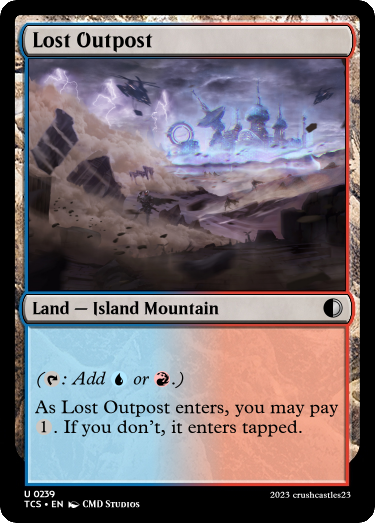 Lost Outpost
Land — Island Mountain
(: Add or .)
As Lost Outpost enters, you may pay
1. If you don't, it enters tapped.
U 0239
TCS • EN CMD Studios
2023 crushcastles23